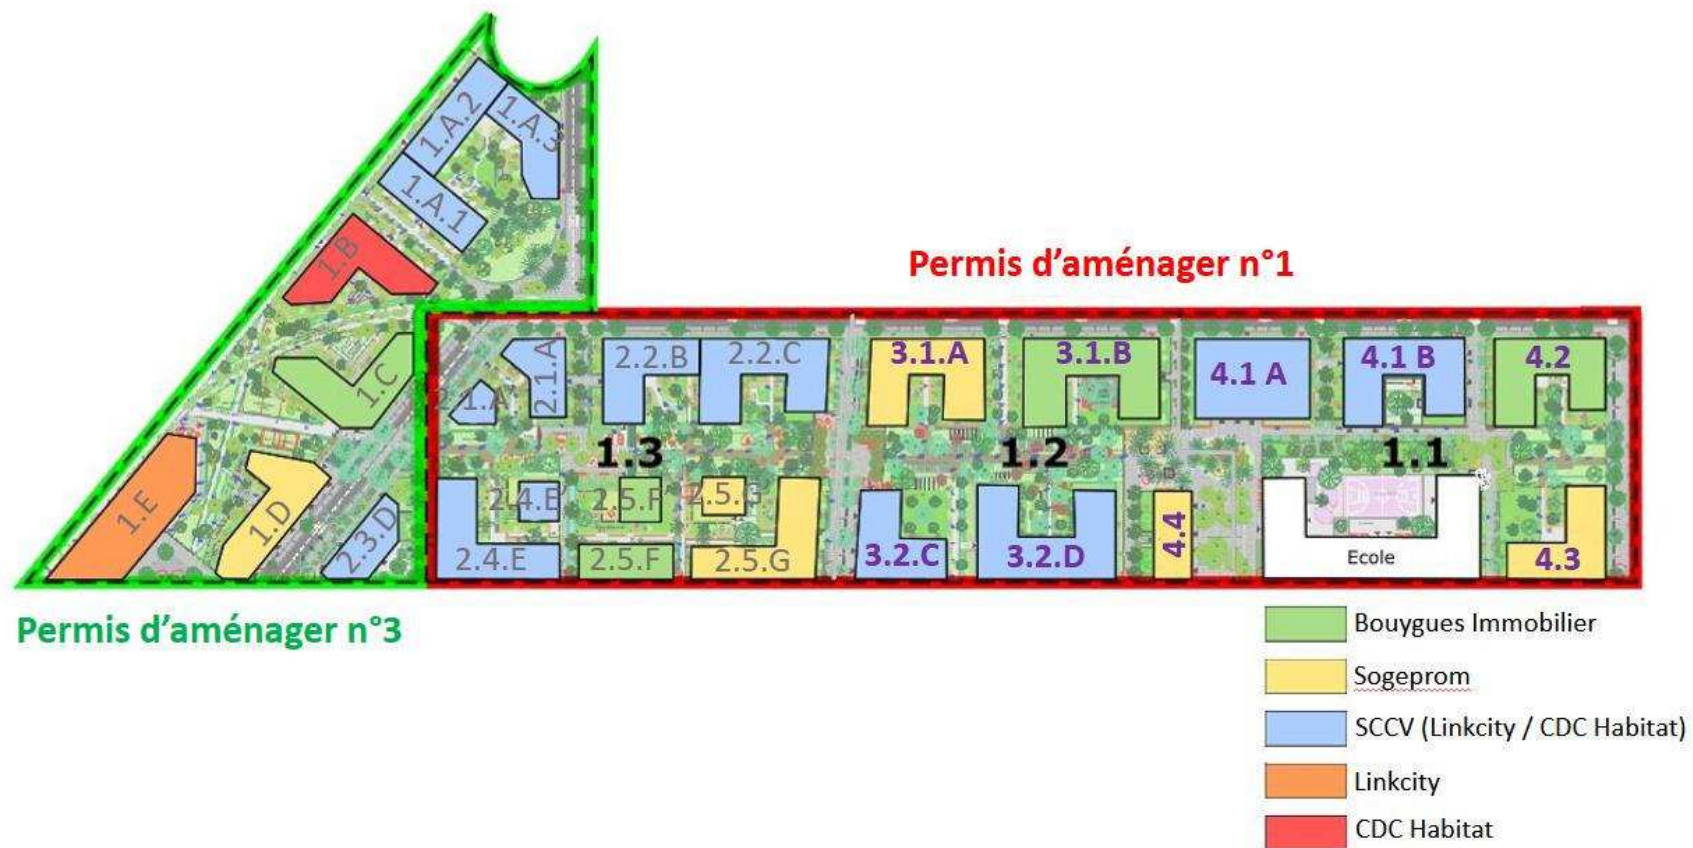 1.A.2
1.A.3
1.A.1
1.B
Permis d'aménager n°1
1.C
1.E
1.D
2.3.D
2.1.A
2.1.A
2.2.B
2.2.C
3.1.A
3.1.B
4.1 A
4.1 B
4.2
1.3
1.2
1.1
2.4.E
2.5.F
2.5.G
2.4.E
2.5.F
2.5.G
3.2.C
3.2.D
4.4
Ecole
4.3
Permis d'aménager n°3
Bouygues Immobilier
Sogeprom
SCCV (Linkcity / CDC Habitat)
Linkcity
CDC Habitat